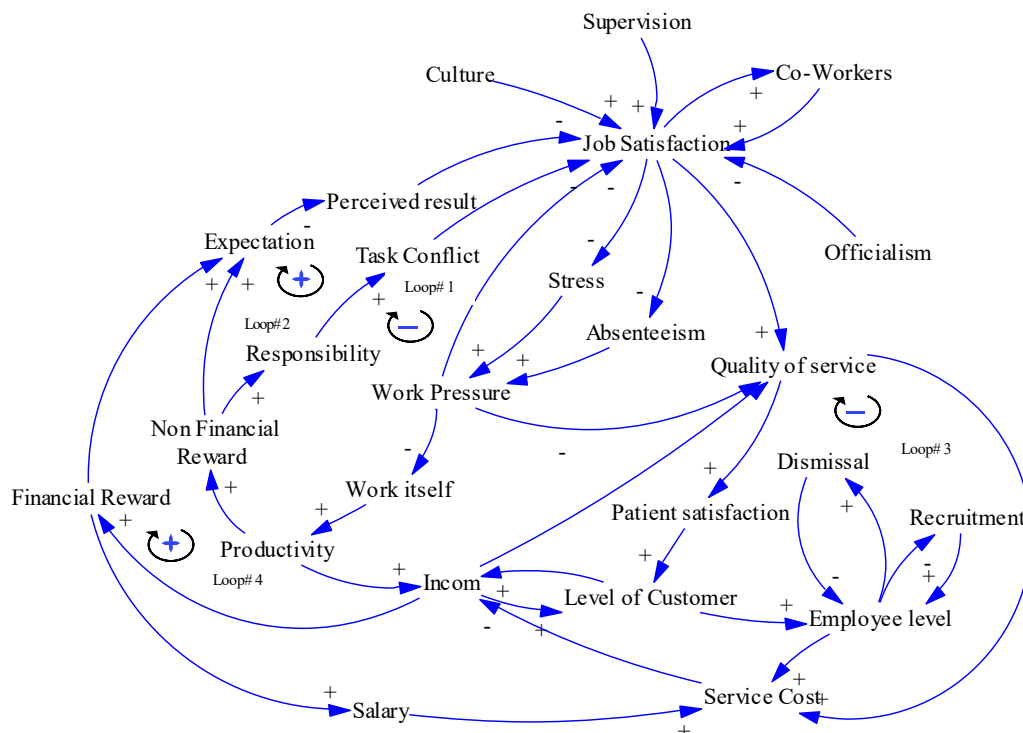 Supervision
Culture
Co-Workers
+
+
+
+
-
Job Satisfaction
-
-
-
Perceived result
-
Expectation
Task Conflict
-
Officialism
+
+
Stress
-
+
Loop#1
Loop#2
Absenteeism
+
Responsibility
+
+
Quality of service
Work Pressure
+
Non Financial
Reward
-
-
Loop#3
Dismissal
+
Work itself
+
Financial Reward
+
+
Patient satisfaction
+
Recruitment
+
Productivity
Loop#4
+
+
-
+
-
Incom
+
Level of Customer
+
Employee level
-
+
+
+
Service Cost
+
Salary
+